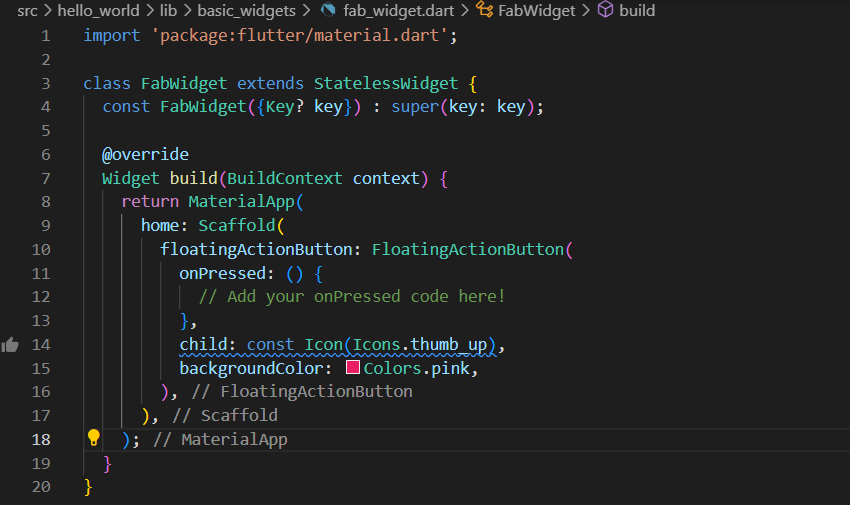 src > hello_world > lib > basic_widgets > fab_widget.dart > FabWidget > build
1 import 'package:flutter/material.dart';
2
3 class FabWidget extends StatelessWidget {
4 const FabWidget({Key? key}) : super(key: key);
5
6 @override
7 Widget build(BuildContext context) {
8 return MaterialApp(
9 home: Scaffold(
10 floatingActionButton: FloatingActionButton(
11 onPressed: () {
12 // Add your onPressed code here!
13 },
14 child: const Icon(Icons.thumb_up),
15 backgroundColor: Colors.pink,
16 ), // FloatingActionButton
17 ), // Scaffold
18 ); // MaterialApp
19 }
20 }